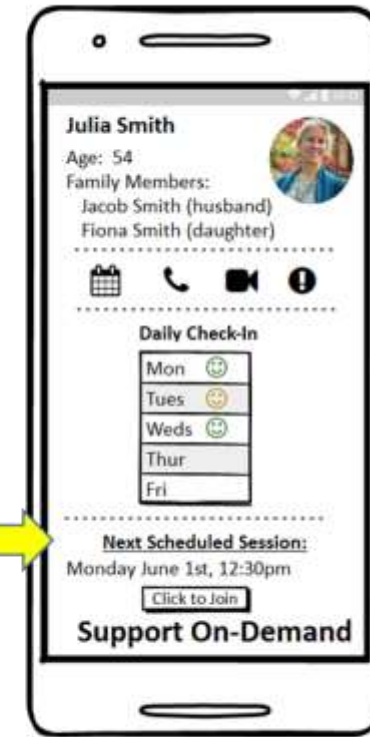 Julia Smith
Age: 54
Family Members:
Jacob Smith (husband)
Fiona Smith (daughter)
Daily Check-In
Mon
Tues
Weds
Thur
Fri
Next Scheduled Session:
Monday June 1st, 12:30pm
Click to Join
Support On-Demand